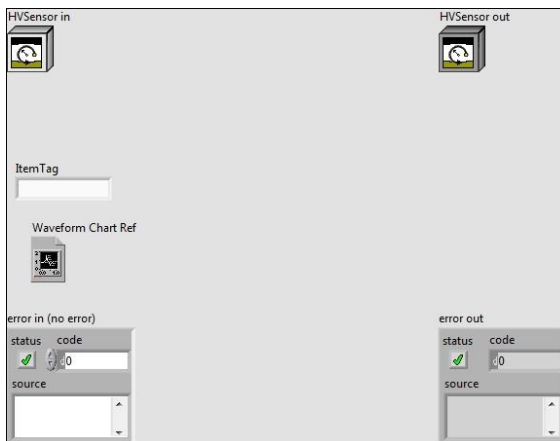 HVSensor in
HVSensor out
ItemTag
Waveform Chart Ref
error in (no error)
error out
status code
0
source
status code
0
source